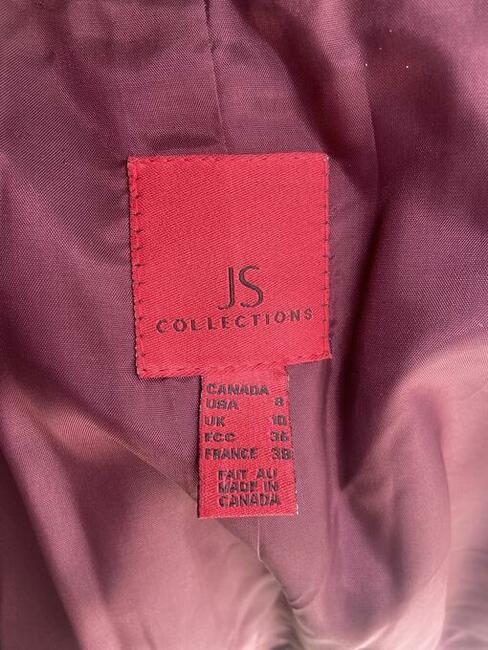 JS
COLLECTIONS
CANADA
USA 8
UK 10
ECC 36
FRANCE 38
FAIT AU
MADE IN
CANADA